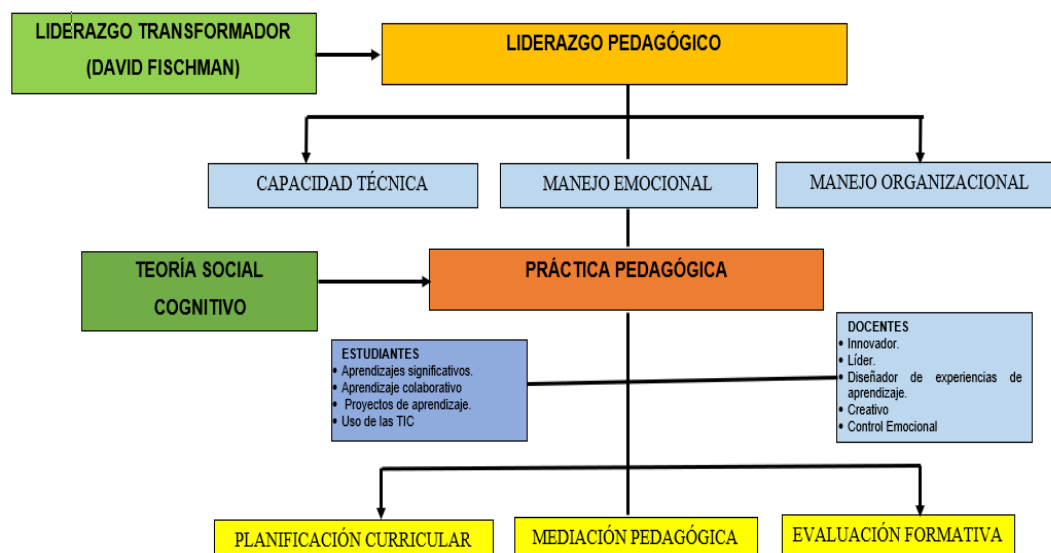 LIDERAZGO TRANSFORMADOR
(DAVID FISCHMAN)
LIDERAZGO PEDAGÓGICO
CAPACIDAD TÉCNICA
MANEJO EMOCIONAL
MANEJO ORGANIZACIONAL
TEORÍA SOCIAL
COGNITIVO
PRÁCTICA PEDAGÓGICA
ESTUDIANTES
• Aprendizajes significativos.
• Aprendizaje colaborativo
• Proyectos de aprendizaje.
• Uso de las TIC
DOCENTES
• Innovador.
• Líder.
• Diseñador de experiencias de
aprendizaje.
• Creativo
• Control Emocional
PLANIFICACIÓN CURRICULAR
MEDIACIÓN PEDAGÓGICA
EVALUACIÓN FORMATIVA